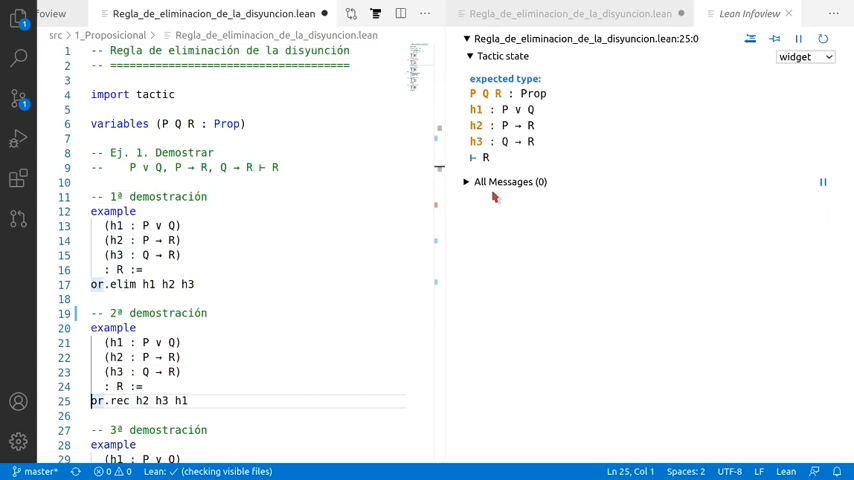 foview
Regla_de_eliminacion_de_la_disyuncion.lean
src > 1_Proposicional > Regla_de_eliminacion_de_la_disyuncion.lean
1 -- Regla de eliminación de la disyunción
2 -- =====================================
3
4 import tactic
5
6 variables (P Q R : Prop)
7
8 -- Ej. 1. Demostrar
9 --    P ∨ Q, P → R, Q → R ⊢ R
10
11 -- 1ª demostración
12 example
13   (h1 : P ∨ Q)
14   (h2 : P → R)
15   (h3 : Q → R)
16   : R :=
17 or.elim h1 h2 h3
18
19 -- 2ª demostración
20 example
21   (h1 : P ∨ Q)
22   (h2 : P → R)
23   (h3 : Q → R)
24   : R :=
25 or.rec h2 h3 h1
26
27 -- 3ª demostración
28 example
29   (h1 : P ∨ Q)
Regla_de_eliminacion_de_la_disyuncion.lean
Lean Infoview
Regla_de_eliminacion_de_la_disyuncion.lean:25:0
Tactic state
widget
expected type:
P Q R : Prop
h1 : P ∨ Q
h2 : P → R
h3 : Q → R
⊢ R
All Messages (0)
1
1
master*
0 0
Lean: ✓ (checking visible files)
Ln 25, Col 1
Spaces: 2
UTF-8
LF
Lean